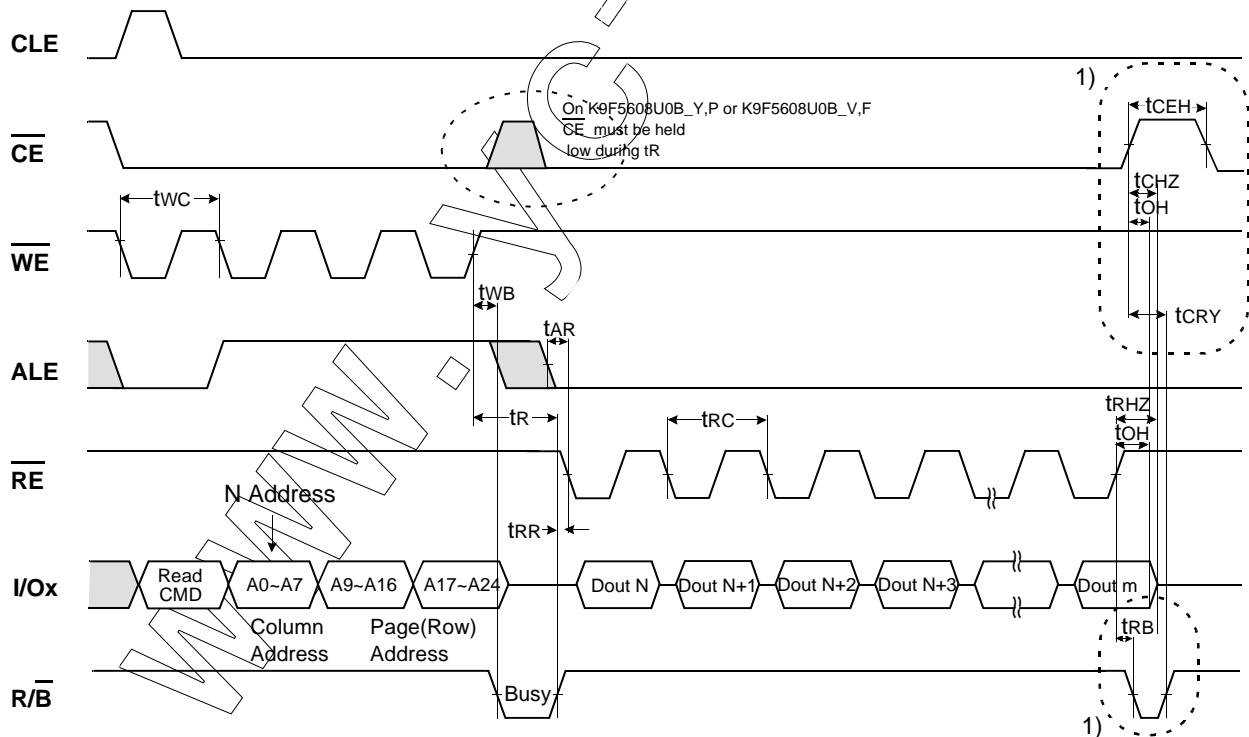 CLE
1)
tCEH
On K9F5608U0B_Y,P or K9F5608U0B_V,F
CE must be held
low during tR
CE
tCHZ
tOH
tWC
WE
tWB
tAR
tCRY
ALE
tR
tRC
tRHZ
tOH
RE
N Address
tRR
I/Ox
Read
CMD
A0~A7
A9~A16
A17~A24
Dout N
Dout N+1
Dout N+2
Dout N+3
Dout m
Column
Address
Page(Row)
Address
tRB
R/B
Busy
1)